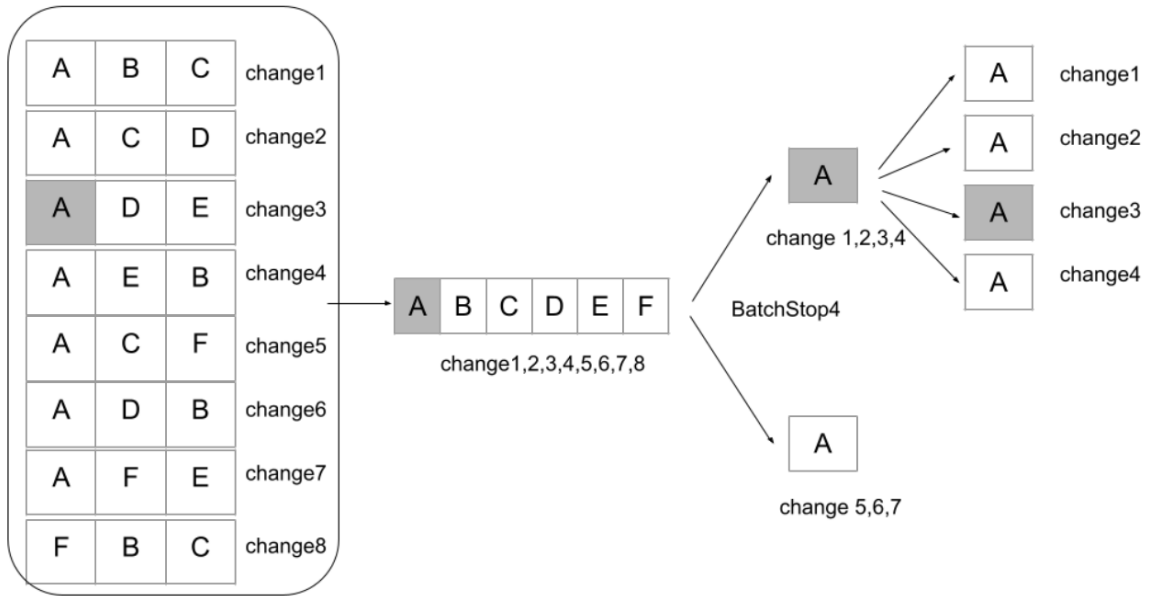 A B C change1
A C D change2
A D E change3
A E B change4
A C F change5
A D B change6
A F E change7
F B C change8
A B C D E F
change1,2,3,4,5,6,7,8
BatchStop4
A
change 1,2,3,4
A
change 5,6,7
A change1
A change2
A change3
A change4